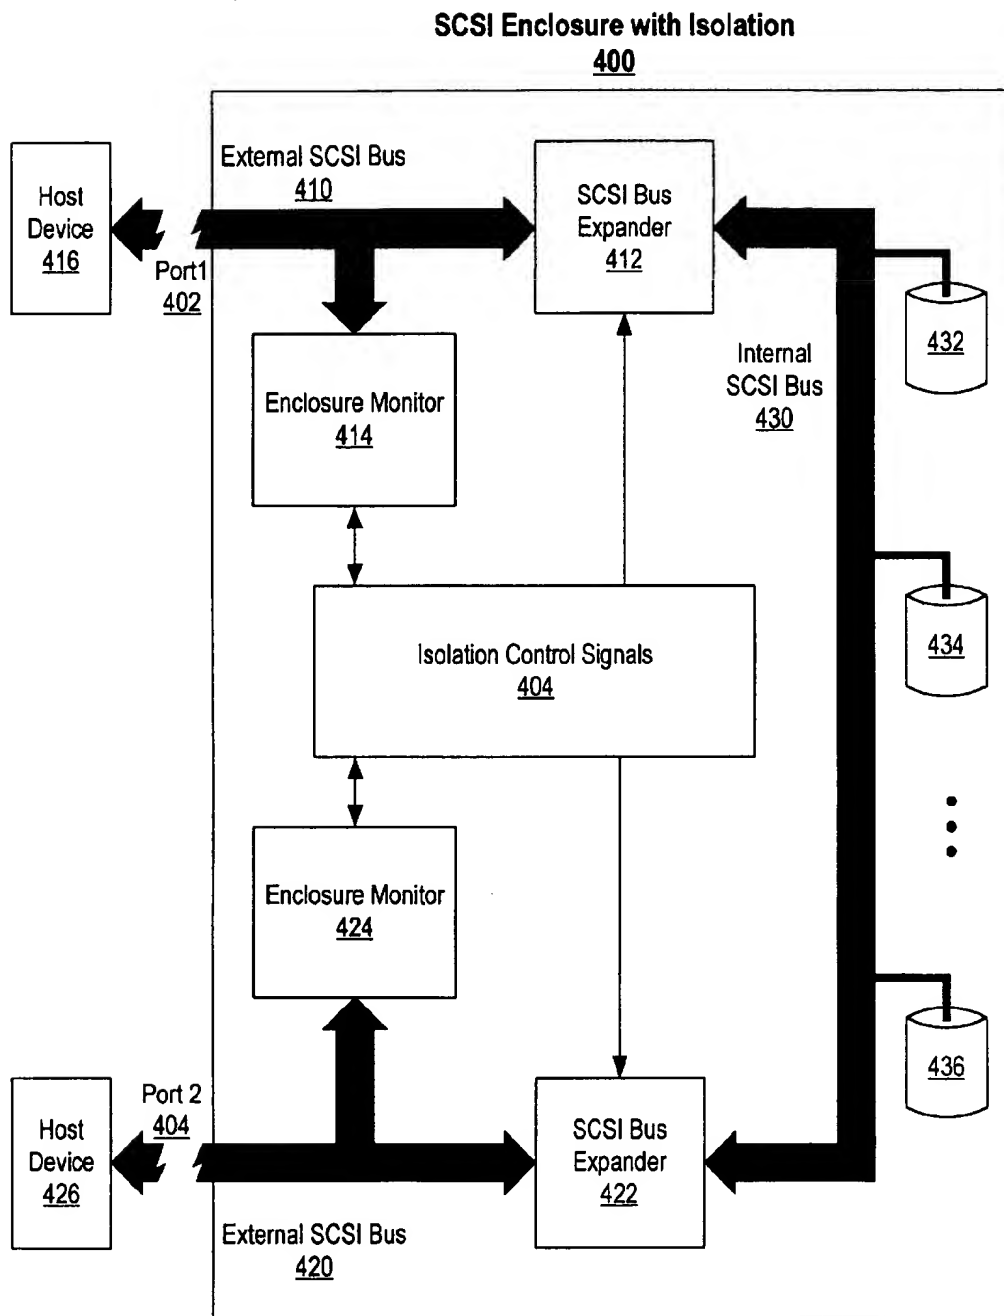 SCSI Enclosure with Isolation
400
External SCSI Bus
410
Host
Device
416
Port1
402
SCSI Bus
Expander
412
432
Enclosure Monitor
414
Internal
SCSI Bus
430
434
Isolation Control Signals
404
Enclosure Monitor
424
436
Port 2
404
Host
Device
426
SCSI Bus
Expander
422
External SCSI Bus
420